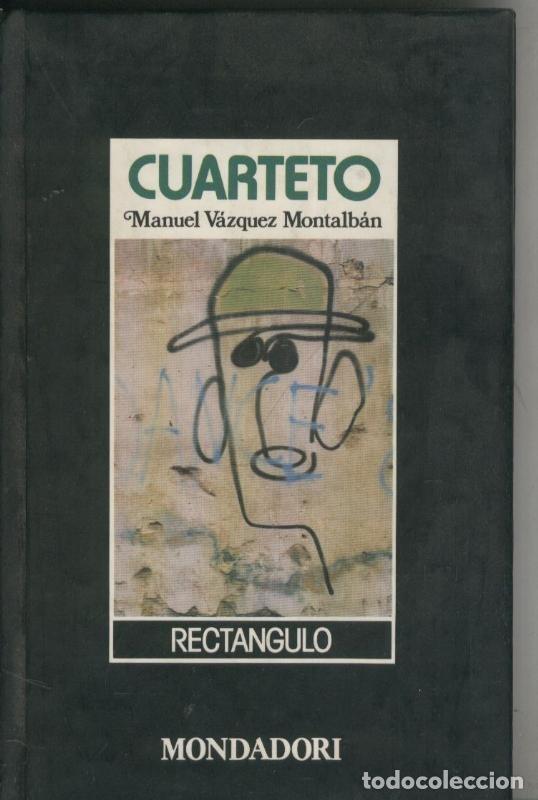 CUARTETO
Manuel Vázquez Montalbán
RECTANGULO
MONDADORI
todocoleccion